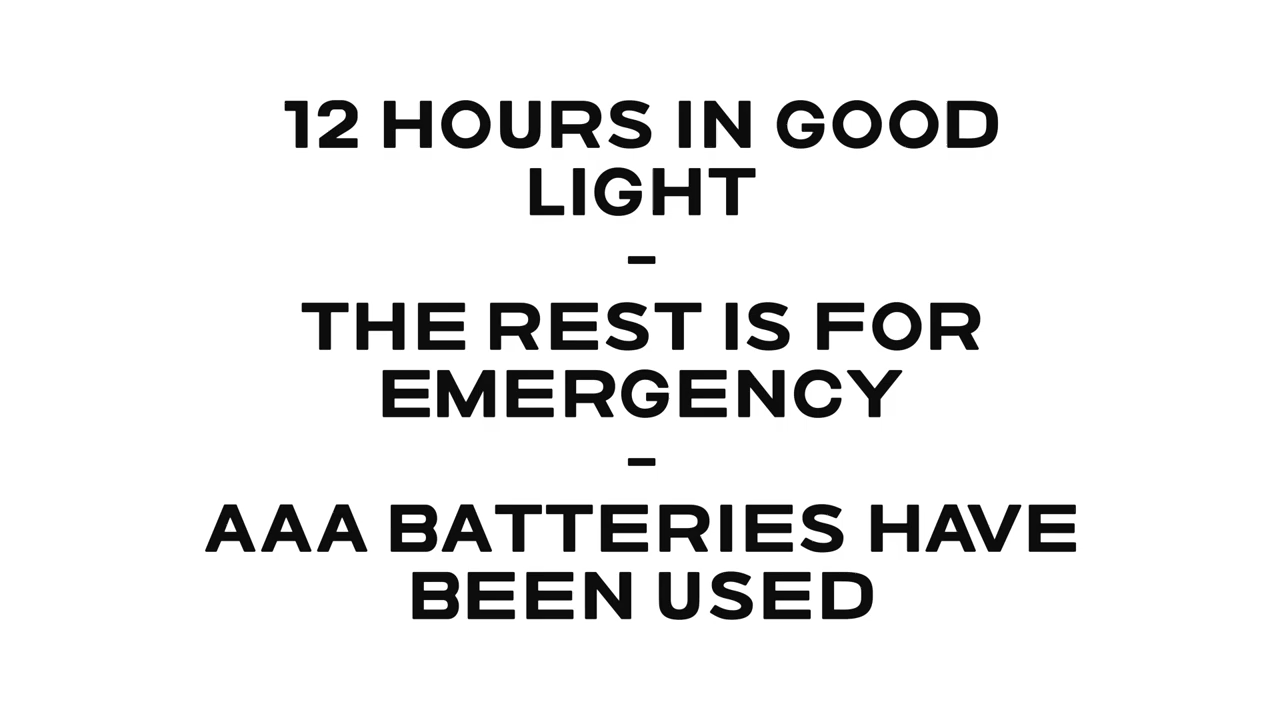 12 HOURS IN GOOD
LIGHT
-
THE REST IS FOR
EMERGENCY
-
AAA BATTERIES HAVE
BEEN USED